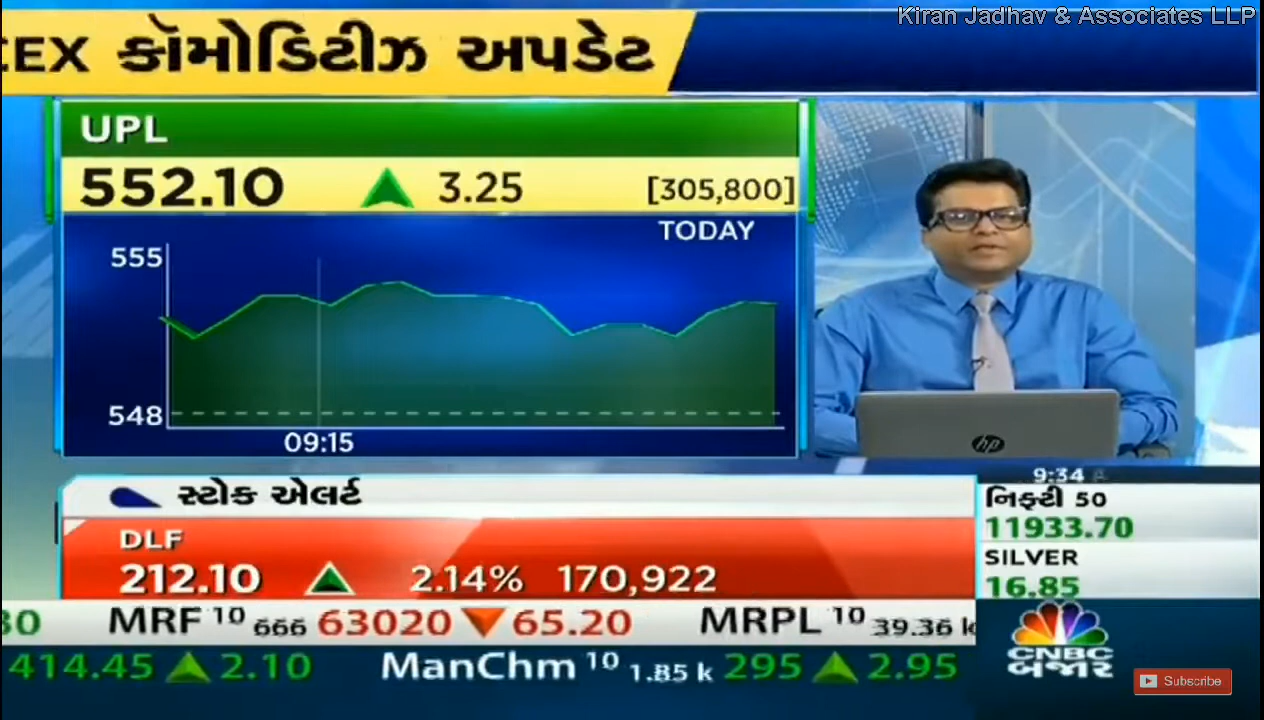 Kiran Jadhav & Associates LLP
CEX કૉમોડિટીઝ અપડેટ
UPL
552.10 ▲ 3.25 [305,800]
TODAY
555
548
09:15
hp
સ્ટોક એલર્ટ
DLF
212.10 ▲ 2.14% 170,922
9:34
નિફ્ટી 50
11933.70
SILVER
16.85
30 MRF 10 666 63020 ▼ 65.20 MRPL 10 39.36 k
414.45 ▲ 2.10 ManChm 10 1.85 k 295 ▲ 2.95
CNBC
બજાર
Subscribe